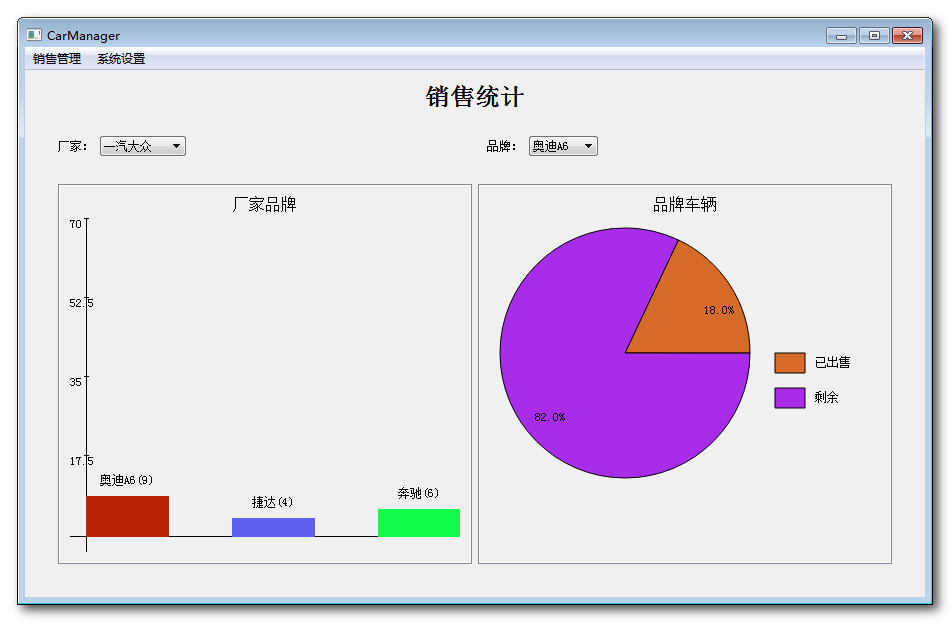 CarManager
销售管理 系统设置
销售统计
厂家： 一汽大众 品牌： 奥迪A6
厂家品牌
70
52.5
35
17.5
奥迪A6(9)
捷达(4)
奔驰(6)
品牌车辆
18.0%
82.0%
已出售
剩余